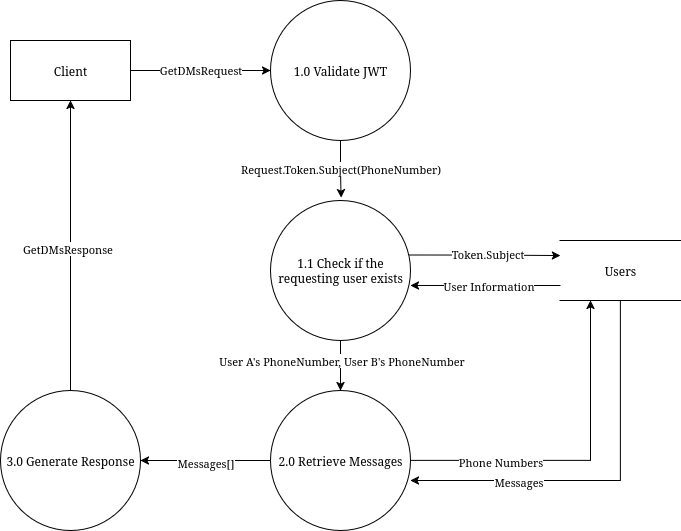 Client
GetDMsRequest
1.0 Validate JWT
Request.Token.Subject(PhoneNumber)
GetDMsResponse
1.1 Check if the
requesting user exists
Token.Subject
User Information
Users
User A's PhoneNumber, User B's PhoneNumber
3.0 Generate Response
Messages[]
2.0 Retrieve Messages
Phone Numbers
Messages